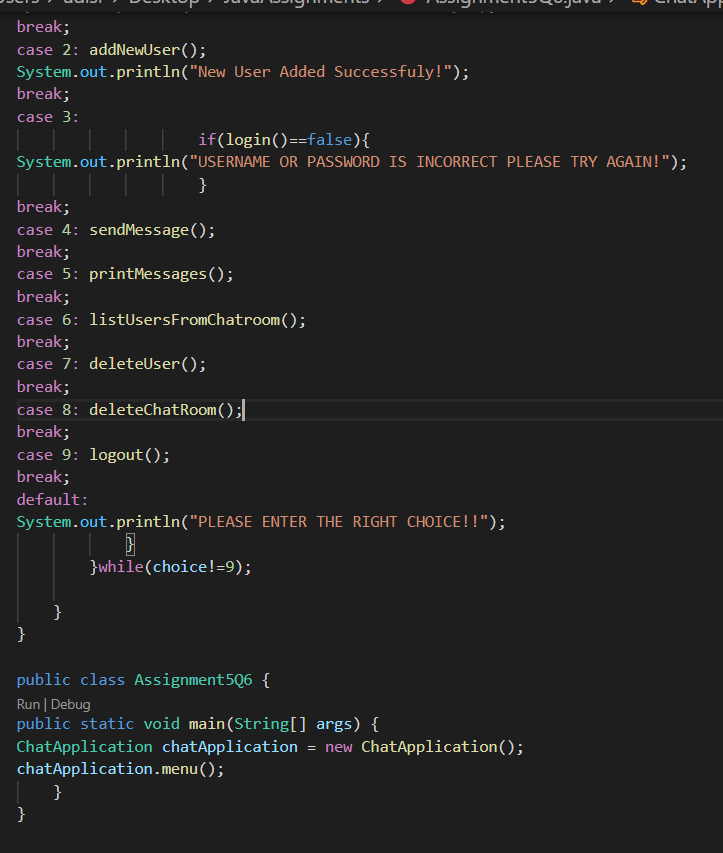 Desktop > JavaAssignments >
Assignment5Q6.java >
break;
case 2: addNewUser();
System.out.println("New User Added Successfuly!");
break;
case 3:
if(login()==false){
System.out.println("USERNAME OR PASSWORD IS INCORRECT PLEASE TRY AGAIN!");
}
break;
case 4: sendMessage();
break;
case 5: printMessages();
break;
case 6: listUsersFromChatroom();
break;
case 7: deleteUser();
break;
case 8: deleteChatRoom();
break;
case 9: logout();
break;
default:
System.out.println("PLEASE ENTER THE RIGHT CHOICE!!");
}
}while(choice!=9);
}
}
public class Assignment5Q6 {
Run | Debug
public static void main(String[] args) {
ChatApplication chatApplication = new ChatApplication();
chatApplication.menu();
}
}